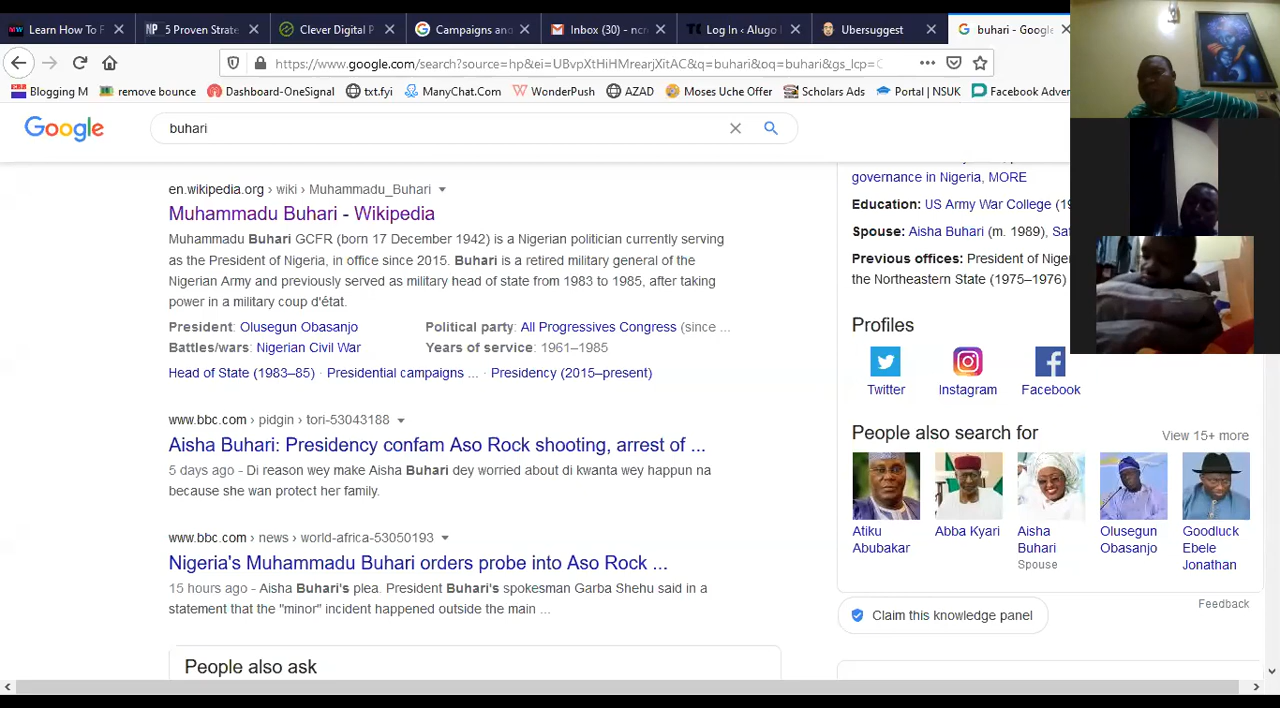 Learn How To F
5 Proven Strate
Clever Digital P
Campaigns and
Inbox (30) - ncr
Log In ‹ Alugo
Ubersuggest
buhari - Google
https://www.google.com/search?source=hp&ei=UBvpXtHiHMrearjXitAC&q=buhari&oq=buhari&gs_lcp=C
Blogging M
remove bounce
Dashboard-OneSignal
txt.fyi
ManyChat.Com
WonderPush
AZAD
Moses Uche Offer
Scholars Ads
Portal | NSUK
Facebook Adver
Google
buhari
en.wikipedia.org › wiki › Muhammadu_Buhari
Muhammadu Buhari - Wikipedia
Muhammadu Buhari GCFR (born 17 December 1942) is a Nigerian politician currently serving
as the President of Nigeria, in office since 2015. Buhari is a retired military general of the
Nigerian Army and previously served as military head of state from 1983 to 1985, after taking
power in a military coup d'état.
President: Olusegun Obasanjo
Political party: All Progressives Congress (since ...
Battles/wars: Nigerian Civil War
Years of service: 1961–1985
Head of State (1983–85) · Presidential campaigns ... · Presidency (2015–present)
www.bbc.com › pidgin › tori-53043188
Aisha Buhari: Presidency confam Aso Rock shooting, arrest of ...
5 days ago - Di reason wey make Aisha Buhari dey worried about di kwanta wey happun na
because she wan protect her family.
www.bbc.com › news › world-africa-53050193
Nigeria's Muhammadu Buhari orders probe into Aso Rock ...
15 hours ago - Aisha Buhari's plea. President Buhari's spokesman Garba Shehu said in a
statement that the "minor" incident happened outside the main ...
People also ask
governance in Nigeria, MORE
Education: US Army War College (19
Spouse: Aisha Buhari (m. 1989), Sa
Previous offices: President of Niger
the Northeastern State (1975–1976)
Profiles
Twitter
Instagram
Facebook
People also search for
View 15+ more
Atiku
Abubakar
Abba Kyari
Aisha
Buhari
Spouse
Olusegun
Obasanjo
Goodluck
Ebele
Jonathan
Feedback
Claim this knowledge panel